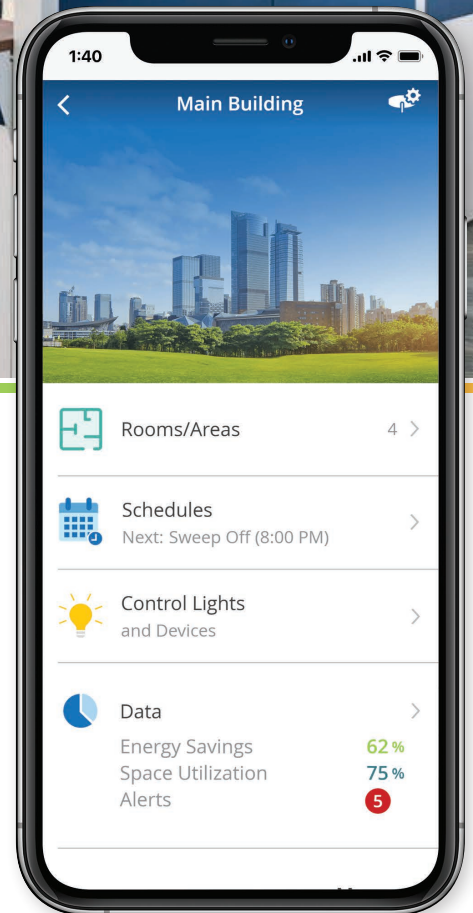 1:40
Main Building
Rooms/Areas 4
Schedules
Next: Sweep Off (8:00 PM)
Control Lights
and Devices
Data
Energy Savings 62 %
Space Utilization 75 %
Alerts 5